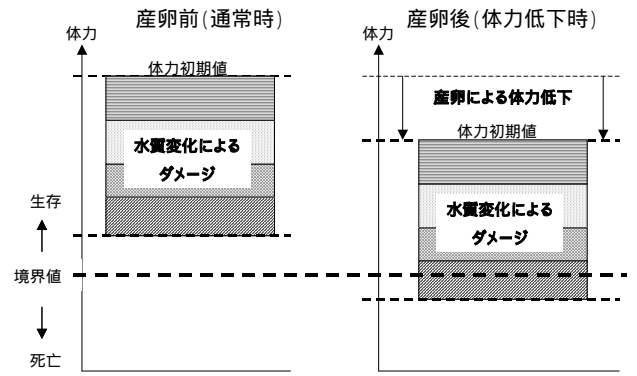 産卵前(通常時)
産卵後(体力低下時)
体力
体力
体力初期値
産卵による体力低下
体力初期値
水質変化による
ダメージ
水質変化による
ダメージ
生存
境界値
死亡